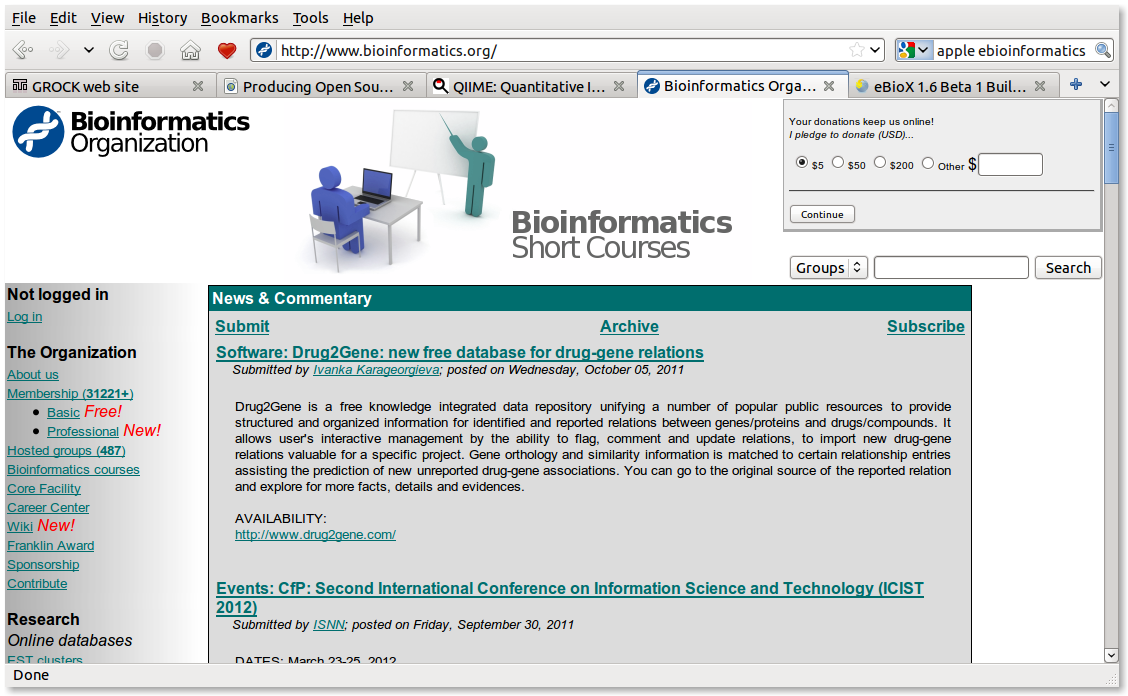 File Edit View History Bookmarks Tools Help
http://www.bioinformatics.org/ apple ebioinformatics
GROCK web site Producing Open Sou... QIIME: Quantitative I... Bioinformatics Orga... eBioX 1.6 Beta 1 Buil...
Bioinformatics
Organization
Bioinformatics
Short Courses
Your donations keep us online!
I pledge to donate (USD)...
$5 $50 $200 Other $
Continue
Groups Search
Not logged in
Log in
The Organization
About us
Membership (31221+)
• Basic Free!
• Professional New!
Hosted groups (487)
Bioinformatics courses
Core Facility
Career Center
Wiki New!
Franklin Award
Sponsorship
Contribute
Research
Online databases
EST clusters
News & Commentary
Submit Archive Subscribe
Software: Drug2Gene: new free database for drug-gene relations
Submitted by Ivanka Karageorgieva; posted on Wednesday, October 05, 2011
Drug2Gene is a free knowledge integrated data repository unifying a number of popular public resources to provide
structured and organized information for identified and reported relations between genes/proteins and drugs/compounds. It
allows user's interactive management by the ability to flag, comment and update relations, to import new drug-gene
relations valuable for a specific project. Gene orthology and similarity information is matched to certain relationship entries
assisting the prediction of new unreported drug-gene associations. You can go to the original source of the reported relation
and explore for more facts, details and evidences.
AVAILABILITY:
http://www.drug2gene.com/
Events: CfP: Second International Conference on Information Science and Technology (ICIST
2012)
Submitted by ISNN; posted on Friday, September 30, 2011
DATES: March 23-25, 2012
Done